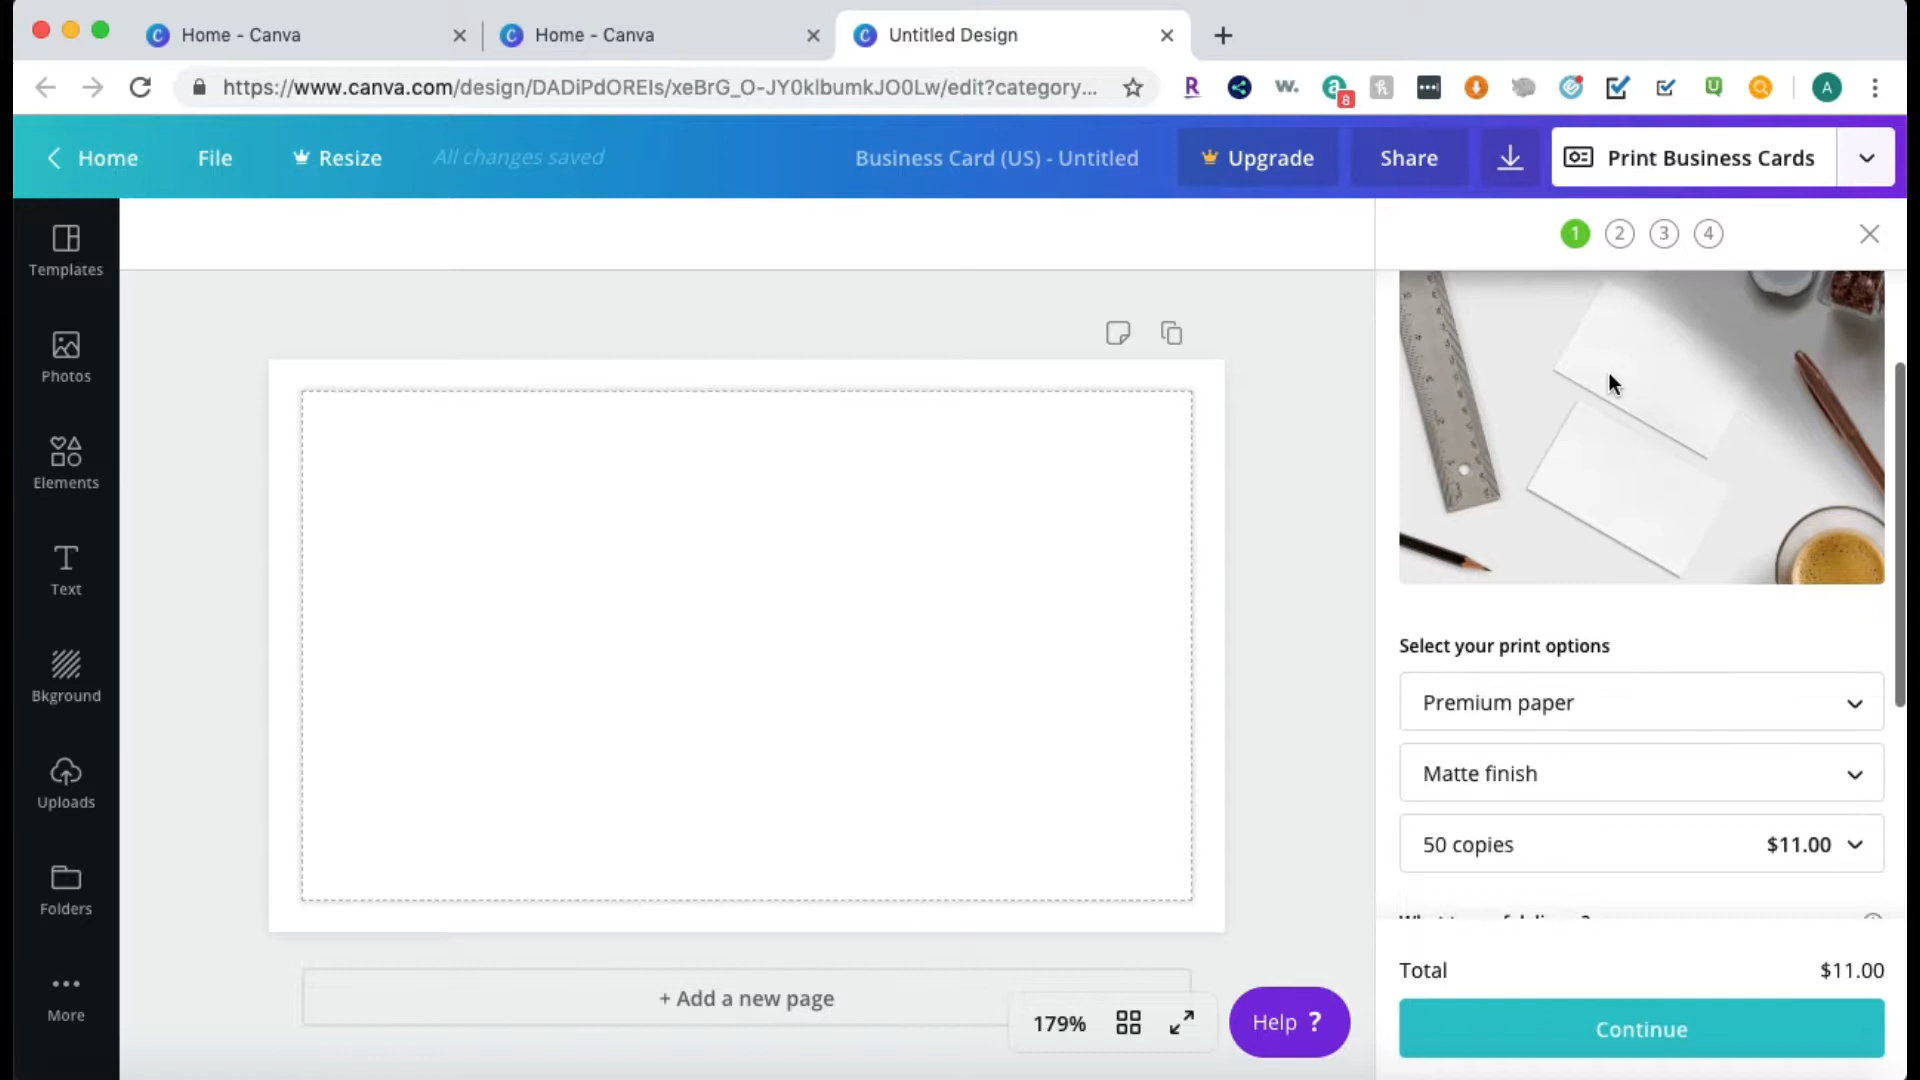 Home - Canva
Home - Canva
Untitled Design
https://www.canva.com/design/DADiPdOREIs/xeBrG_O-JY0klbumkJO0Lw/edit?category...
R
w.
a
8
U
A
Home
File
Resize
All changes saved
Business Card (US) - Untitled
Upgrade
Share
Print Business Cards
1
2
3
4
Templates
Photos
Elements
Text
Bkground
Uploads
Folders
More
Select your print options
Premium paper
Matte finish
50 copies $11.00
Total $11.00
Continue
+ Add a new page
179%
Help ?